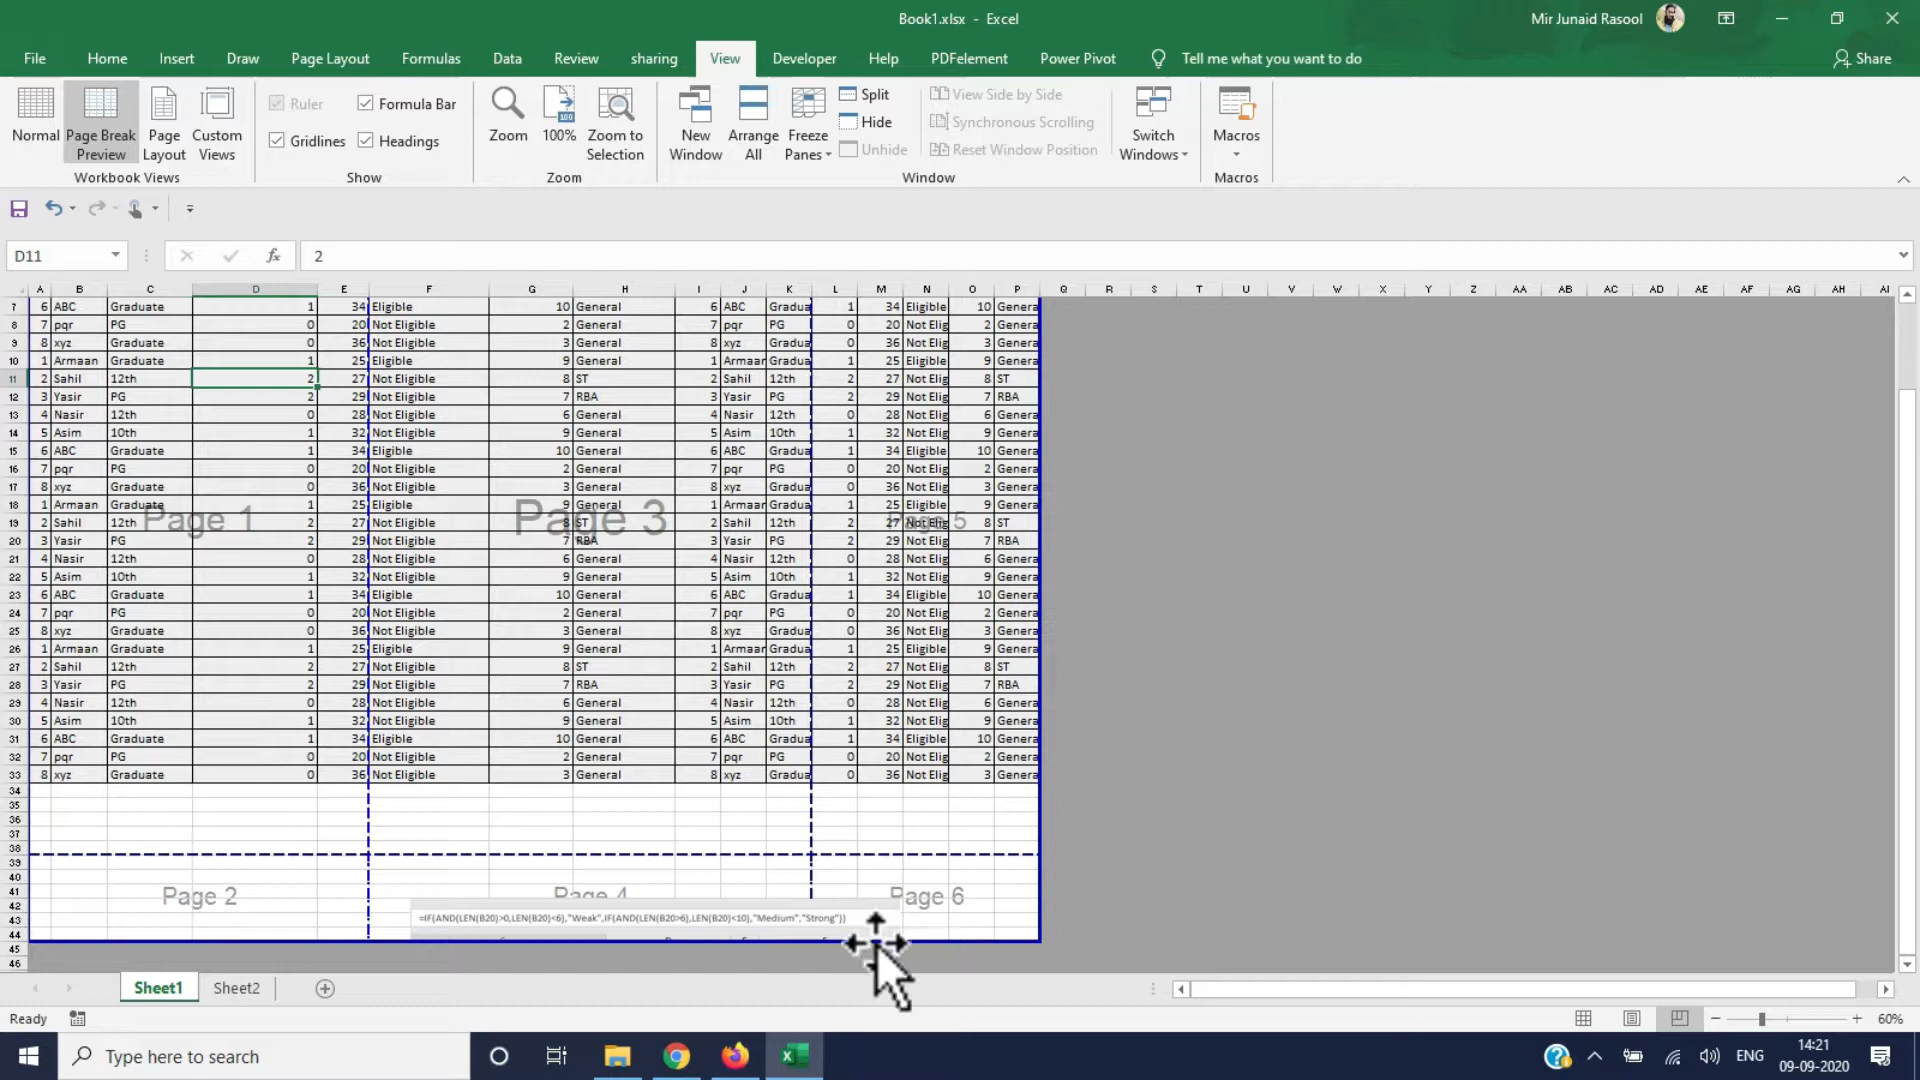 Book1.xlsx - Excel
Mir Junaid Rasool
File Home Insert Draw Page Layout Formulas Data Review sharing View Developer Help PDFelement Power Pivot Tell me what you want to do Share
Normal Page Break Preview Page Layout Custom Views
Workbook Views
Ruler Formula Bar
Gridlines Headings
Show
Zoom 100% Zoom to Selection
Zoom
New Window Arrange All Freeze Panes Split Hide Unhide
View Side by Side
Synchronous Scrolling
Reset Window Position
Switch Windows
Window
Macros
Macros
D11 fx 2
A B C D E F G H I J K L M N O P Q R S T U V W X Y Z AA AB AC AD AE AF AG AH AI
7 6 ABC Graduate 1 34 Eligible 10 General 6 ABC Gradua 1 34 Eligible 10 Genera
8 7 pqr PG 0 20 Not Eligible 2 General 7 pqr PG 0 20 Not Elig 2 Genera
9 8 xyz Graduate 0 36 Not Eligible 3 General 8 xyz Gradua 0 36 Not Elig 3 Genera
10 1 Armaan Graduate 1 25 Eligible 9 General 1 Armaan Gradua 1 25 Eligible 9 Genera
11 2 Sahil 12th 2 27 Not Eligible 8 ST 2 Sahil 12th 2 27 Not Elig 8 ST
12 3 Yasir PG 2 29 Not Eligible 7 RBA 3 Yasir PG 2 29 Not Elig 7 RBA
13 4 Nasir 12th 0 28 Not Eligible 6 General 4 Nasir 12th 0 28 Not Elig 6 Genera
14 5 Asim 10th 1 32 Not Eligible 9 General 5 Asim 10th 1 32 Not Elig 9 Genera
15 6 ABC Graduate 1 34 Eligible 10 General 6 ABC Gradua 1 34 Eligible 10 Genera
16 7 pqr PG 0 20 Not Eligible 2 General 7 pqr PG 0 20 Not Elig 2 Genera
17 8 xyz Graduate 0 36 Not Eligible 3 General 8 xyz Gradua 0 36 Not Elig 3 Genera
18 1 Armaan Graduate 1 25 Eligible 9 General 1 Armaan Gradua 1 25 Eligible 9 Genera
Page 1 Page 3 Page 5
19 2 Sahil 12th 2 27 Not Eligible 8 ST 2 Sahil 12th 2 27 Not Elig 8 ST
20 3 Yasir PG 2 29 Not Eligible 7 RBA 3 Yasir PG 2 29 Not Elig 7 RBA
21 4 Nasir 12th 0 28 Not Eligible 6 General 4 Nasir 12th 0 28 Not Elig 6 Genera
22 5 Asim 10th 1 32 Not Eligible 9 General 5 Asim 10th 1 32 Not Elig 9 Genera
23 6 ABC Graduate 1 34 Eligible 10 General 6 ABC Gradua 1 34 Eligible 10 Genera
24 7 pqr PG 0 20 Not Eligible 2 General 7 pqr PG 0 20 Not Elig 2 Genera
25 8 xyz Graduate 0 36 Not Eligible 3 General 8 xyz Gradua 0 36 Not Elig 3 Genera
26 1 Armaan Graduate 1 25 Eligible 9 General 1 Armaan Gradua 1 25 Eligible 9 Genera
27 2 Sahil 12th 2 27 Not Eligible 8 ST 2 Sahil 12th 2 27 Not Elig 8 ST
28 3 Yasir PG 2 29 Not Eligible 7 RBA 3 Yasir PG 2 29 Not Elig 7 RBA
29 4 Nasir 12th 0 28 Not Eligible 6 General 4 Nasir 12th 0 28 Not Elig 6 Genera
30 5 Asim 10th 1 32 Not Eligible 9 General 5 Asim 10th 1 32 Not Elig 9 Genera
31 6 ABC Graduate 1 34 Eligible 10 General 6 ABC Gradua 1 34 Eligible 10 Genera
32 7 pqr PG 0 20 Not Eligible 2 General 7 pqr PG 0 20 Not Elig 2 Genera
33 8 xyz Graduate 0 36 Not Eligible 3 General 8 xyz Gradua 0 36 Not Elig 3 Genera
34
35
36
37
38
39
40
41 Page 2 Page 4 Page 6
42
43 =IF(AND(LEN(B20)>0,LEN(B20)<6),"Weak",IF(AND(LEN(B20>6),LEN(B20)<10),"Medium","Strong"))
44
45
46
Sheet1 Sheet2
Ready 60%
Type here to search
ENG
14:21
09-09-2020